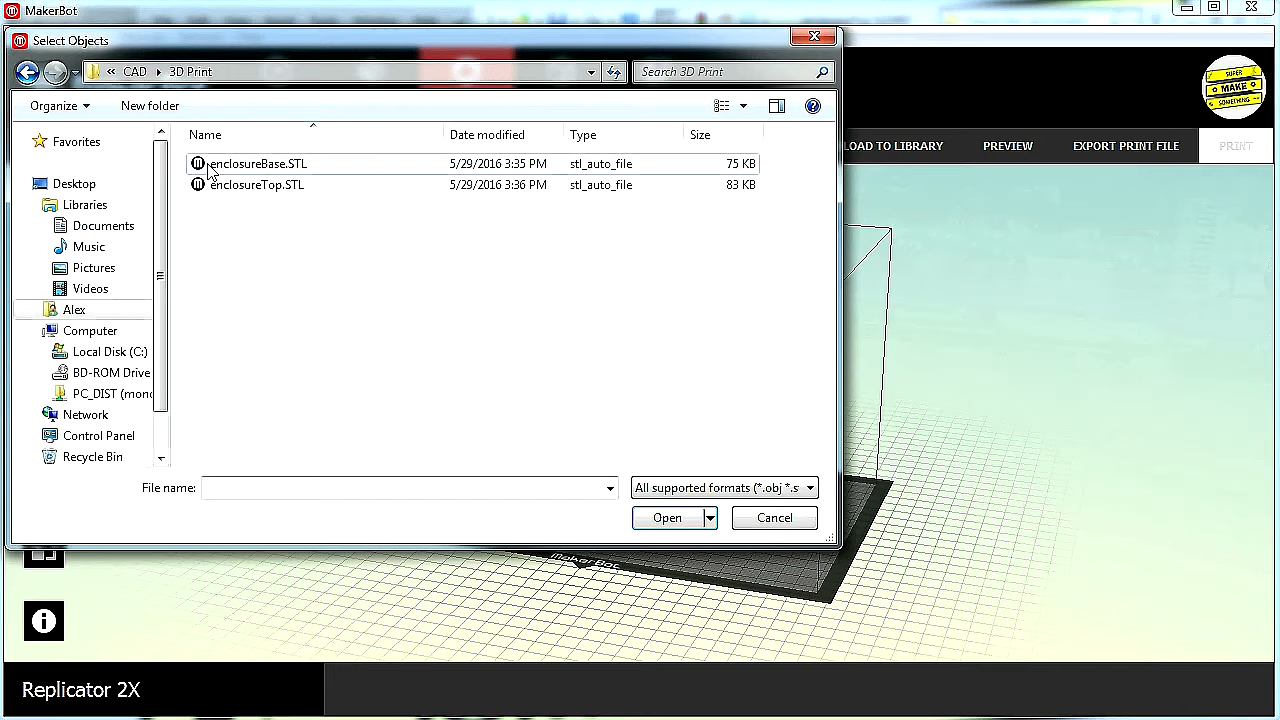 MakerBot
Select Objects
« CAD ▸ 3D Print
Search 3D Print
Organize
New folder
Name
Date modified
Type
Size
Favorites
Desktop
Libraries
Documents
Music
Pictures
Videos
Alex
Computer
Local Disk (C:)
BD-ROM Drive
PC_DIST (mono
Network
Control Panel
Recycle Bin
enclosureBase.STL
5/29/2016 3:35 PM
stl_auto_file
75 KB
enclosureTop.STL
5/29/2016 3:36 PM
stl_auto_file
83 KB
File name:
All supported formats (*.obj *.s
Open
Cancel
SUPER
MAKE
SOMETHING
LOAD TO LIBRARY
PREVIEW
EXPORT PRINT FILE
PRINT
MakerBot
Replicator 2X